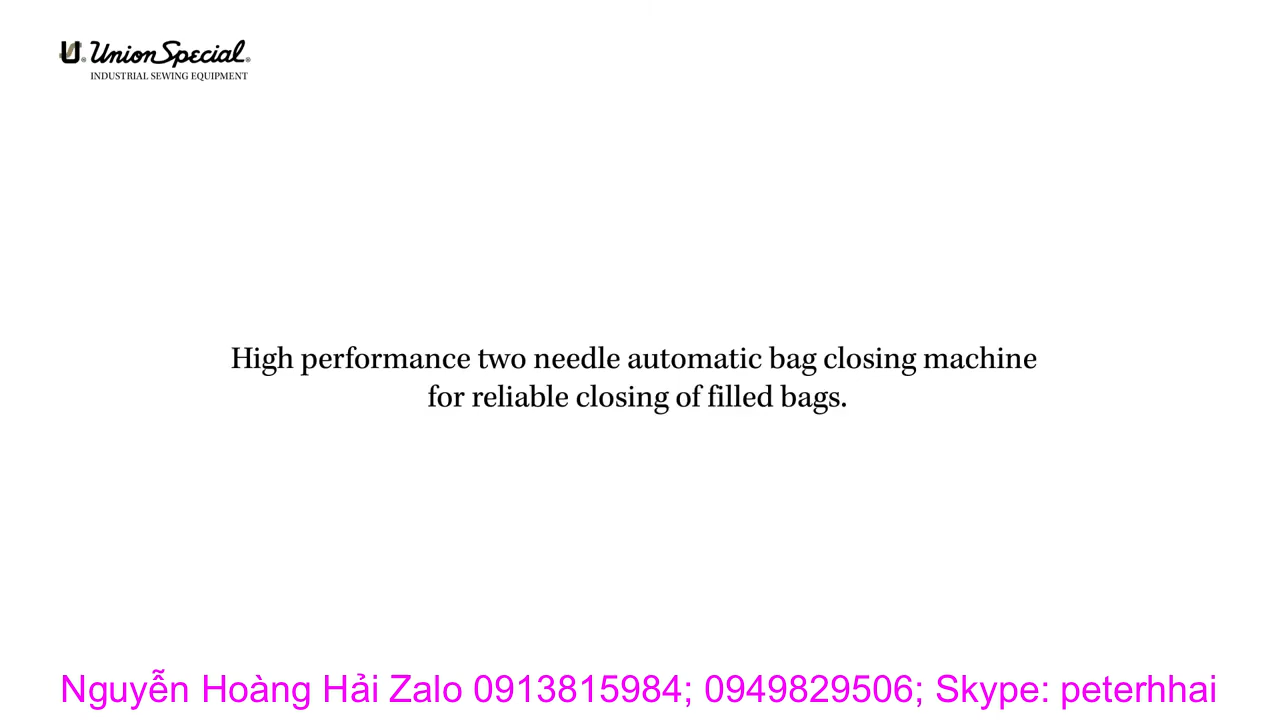 U® Union Special®
INDUSTRIAL SEWING EQUIPMENT
High performance two needle automatic bag closing machine
for reliable closing of filled bags.
Nguyễn Hoàng Hải Zalo 0913815984; 0949829506; Skype: peterhhai